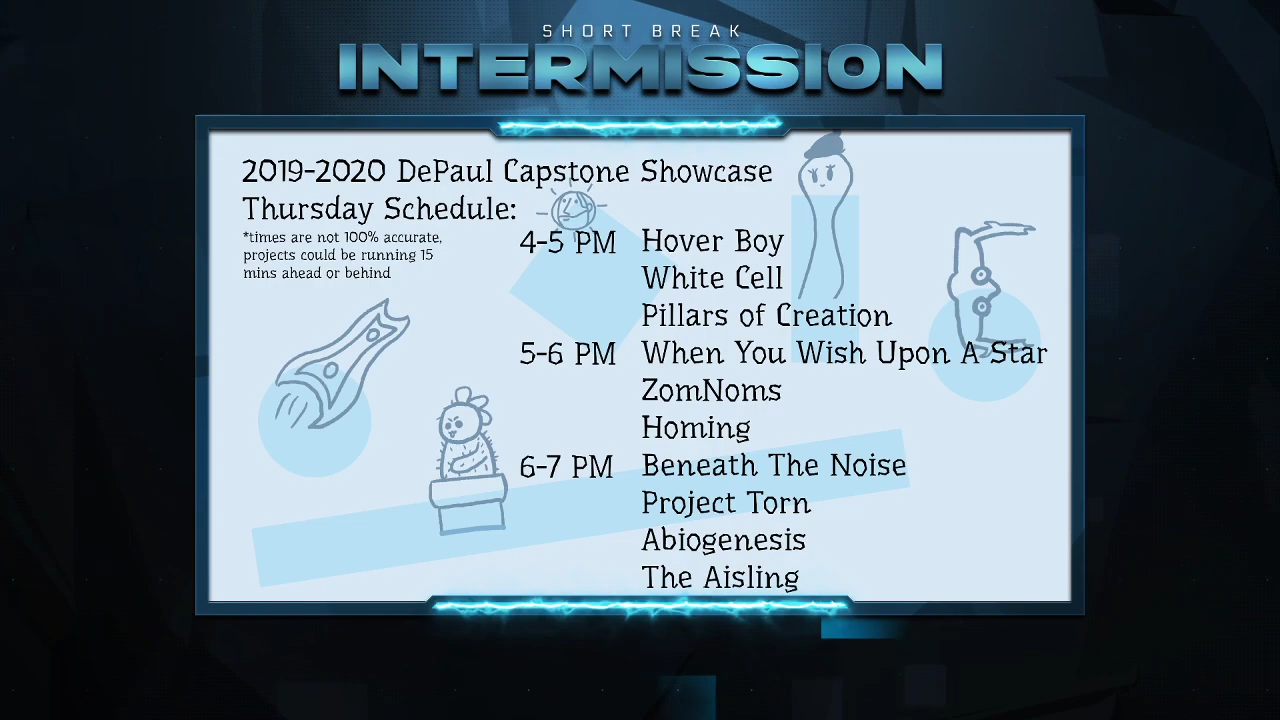 SHORT BREAK
INTERMISSION
2019-2020 DePaul Capstone Showcase
Thursday Schedule:
*times are not 100% accurate,
projects could be running 15
mins ahead or behind
4-5 PM Hover Boy
White Cell
Pillars of Creation
5-6 PM When You Wish Upon A Star
ZomNoms
Homing
6-7 PM Beneath The Noise
Project Torn
Abiogenesis
The Aisling